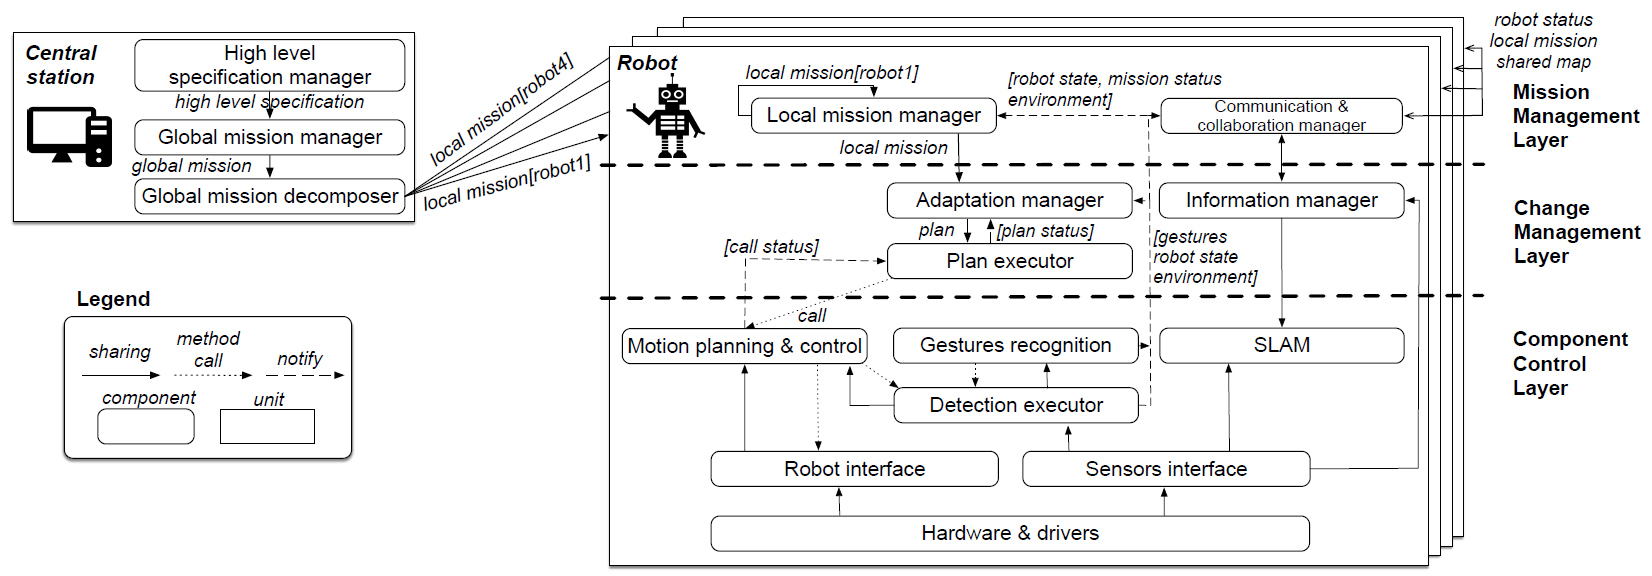 Central
station
High level
specification manager
high level specification
Global mission manager
global mission
Global mission decomposer
local mission[robot4]
local mission[robot1]
Legend
sharing
method
call
notify
component
unit
Robot
local mission[robot1]
Local mission manager
[robot state, mission status
environment]
Communication &
collaboration manager
robot status
local mission
shared map
Mission
Management
Layer
local mission
Adaptation manager
Information manager
plan
[plan status]
[call status]
Plan executor
[gestures
robot state
environment]
Change
Management
Layer
call
Motion planning & control
Gestures recognition
SLAM
Detection executor
Component
Control
Layer
Robot interface
Sensors interface
Hardware & drivers